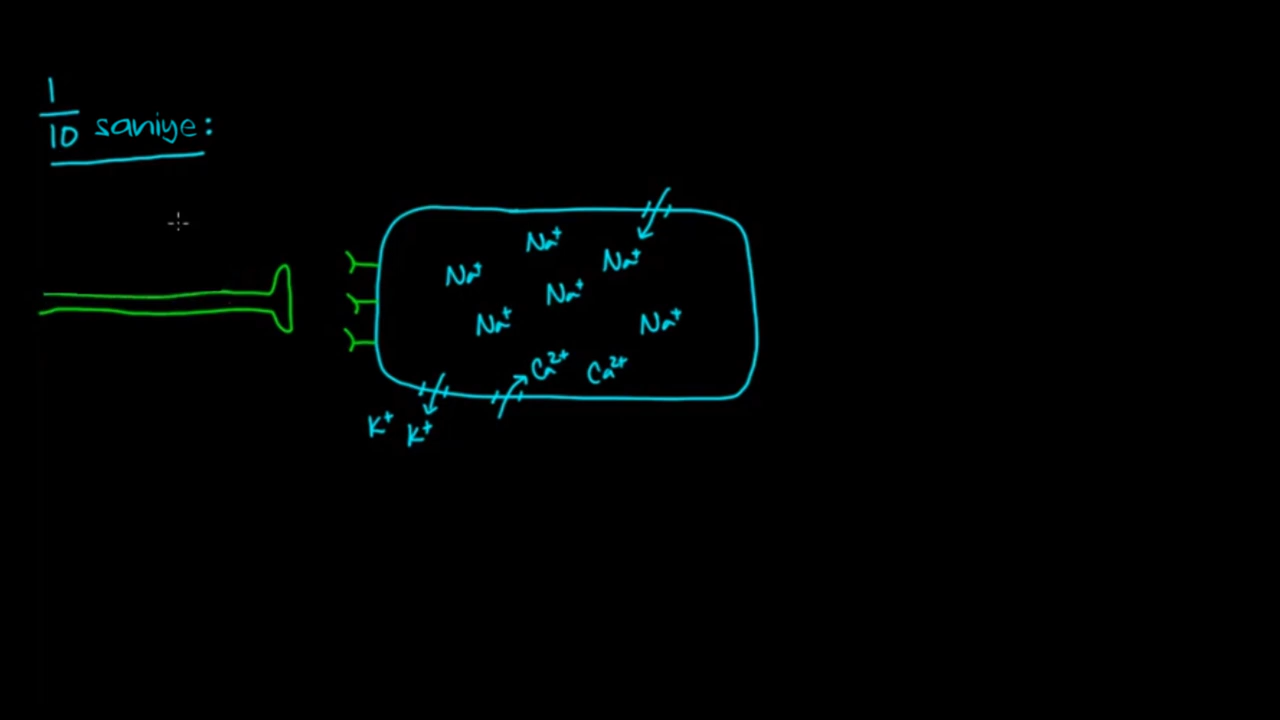 1
10 saniye:
Na⁺
Na⁺ Na⁺
Na⁺
Na⁺ Na⁺
Ca²⁺ Ca²⁺
K⁺ K⁺